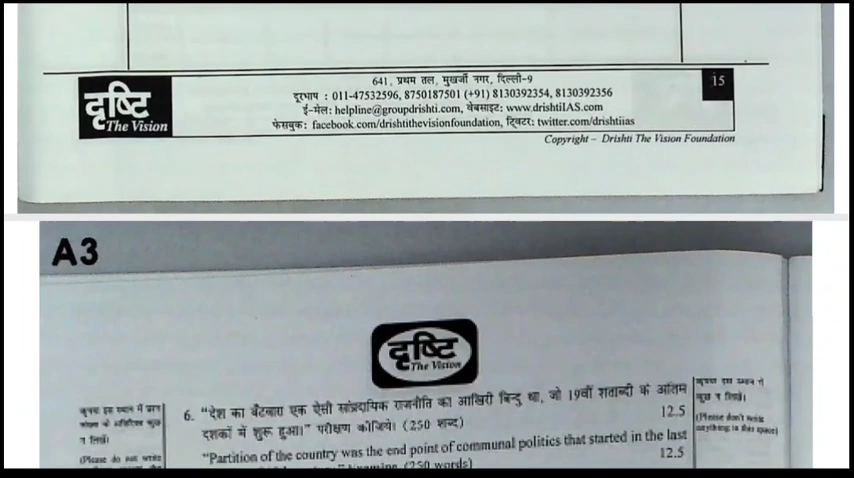 641, प्रथम तल, मुखर्जी नगर, दिल्ली-9
दूरभाष : 011-47532596, 8750187501 (+91) 8130392354, 8130392356
ई-मेल: helpline@groupdrishti.com, वेबसाइट: www.drishtiIAS.com
फेसबुक: facebook.com/drishtithevisionfoundation, ट्विटर: twitter.com/drishtiias
दृष्टि
The Vision
15
Copyright – Drishti The Vision Foundation
A3
दृष्टि
The Vision
कृपया इस स्थान में प्रश्न
संख्या के अतिरिक्त कुछ
न लिखें।
(Please do not write
6. “देश का बँटवारा एक ऐसी सांप्रदायिक राजनीति का आखिरी बिन्दु था, जो 19वीं शताब्दी के अंतिम
दशकों में शुरू हुआ।” परीक्षण कीजिये। (250 शब्द) 12.5
“Partition of the country was the end point of communal politics that started in the last
(250 words) 12.5
कृपया इस स्थान में
कुछ न लिखें।
(Please don't write
anything in this space)